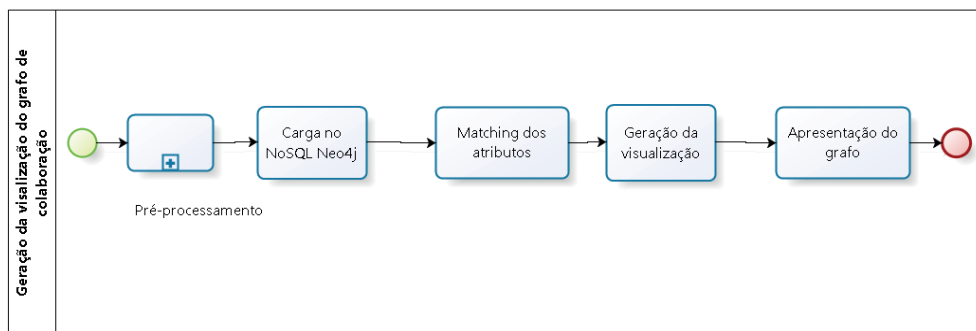 Geração da visalização do grafo de
colaboração
Pré-processamento
Carga no
NoSQL Neo4j
Matching dos
atributos
Geração da
visualização
Apresentação do
grafo